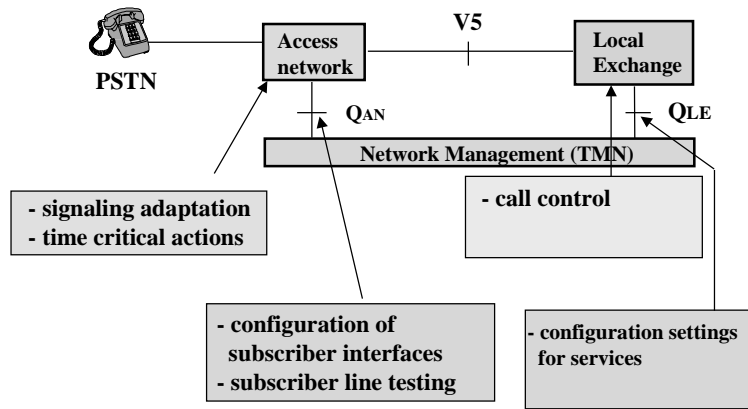 V5
Access
network
Local
Exchange
PSTN
QAN
QLE
Network Management (TMN)
- signaling adaptation
- time critical actions
- call control
- configuration of
subscriber interfaces
- subscriber line testing
- configuration settings
for services